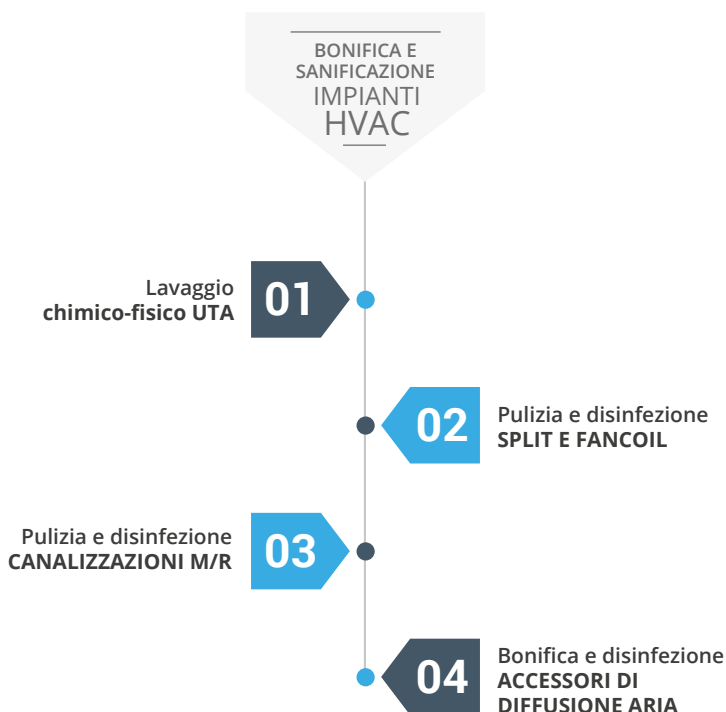 BONIFICA E
SANIFICAZIONE
IMPIANTI
HVAC
Lavaggio
chimico-fisico UTA
01
02
Pulizia e disinfezione
SPLIT E FANCOIL
Pulizia e disinfezione
CANALIZZAZIONI M/R
03
04
Bonifica e disinfezione
ACCESSORI DI
DIFFUSIONE ARIA